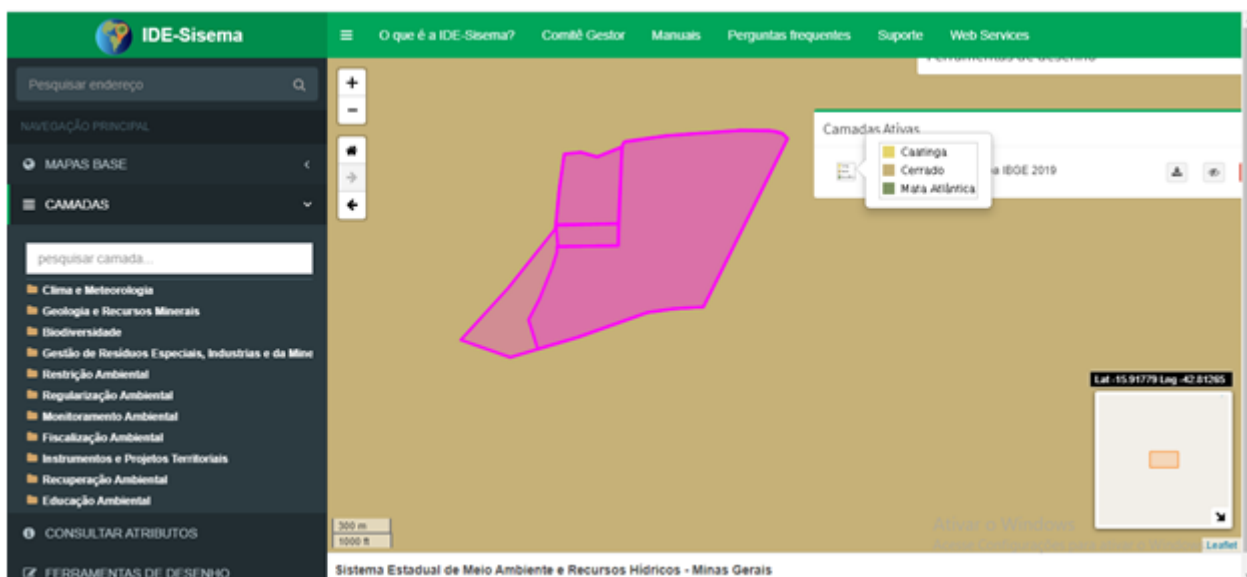 IDE-Sisema
O que é a IDE-Sisema? Comitê Gestor Manuais Perguntas frequentes Suporte Web Services
Pesquisar endereço
NAVEGAÇÃO PRINCIPAL
MAPAS BASE
CAMADAS
pesquisar camada...
Clima e Meteorologia
Geologia e Recursos Minerais
Biodiversidade
Gestão de Resíduos Especiais, Industrias e da Mine
Restrição Ambiental
Regularização Ambiental
Monitoramento Ambiental
Fiscalização Ambiental
Instrumentos e Projetos Territoriais
Recuperação Ambiental
Educação Ambiental
CONSULTAR ATRIBUTOS
FERRAMENTAS DE DESENHO
+
−
Ferramentas de desenho
Camadas Ativas
Caatinga
Cerrado
Mata Atlântica
IBGE 2019
Lat -15.91779 Lng -42.81265
300 m
1000 ft
Ativar o Windows
Leaflet
Sistema Estadual de Meio Ambiente e Recursos Hídricos - Minas Gerais